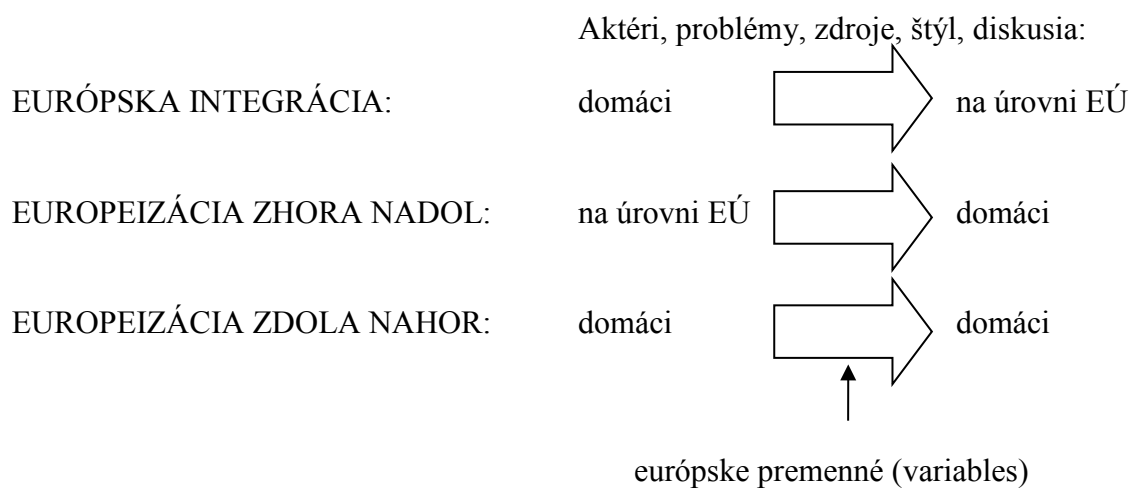 Aktéri, problémy, zdroje, štýl, diskusia:
EURÓPSKA INTEGRÁCIA: domáci na úrovni EÚ
EUROPEIZÁCIA ZHORA NADOL: na úrovni EÚ domáci
EUROPEIZÁCIA ZDOLA NAHOR: domáci domáci
európske premenné (variables)